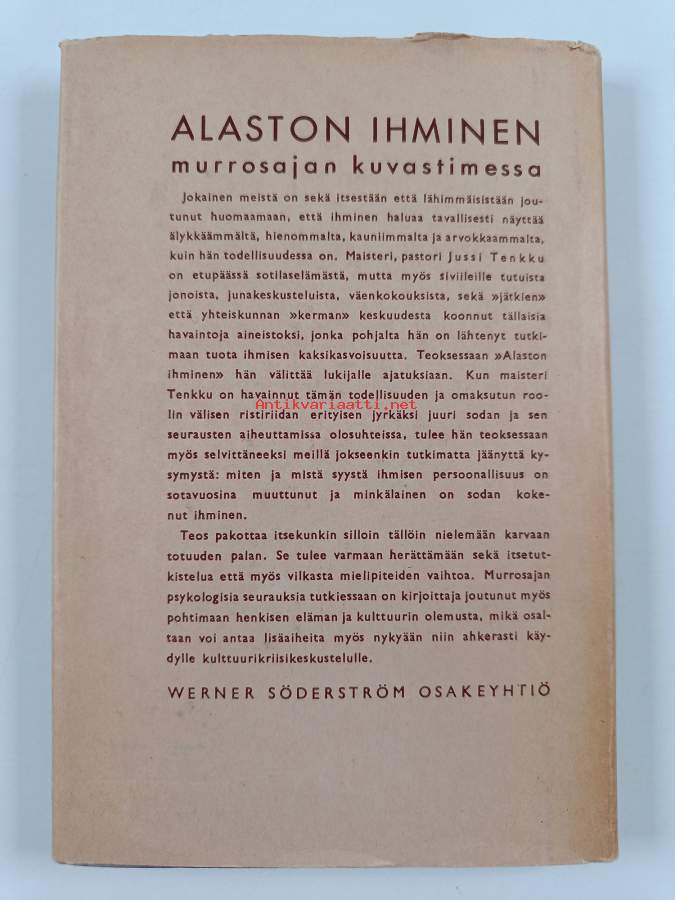 ALASTON IHMINEN
murrosajan kuvastimessa
Jokainen meistä on sekä itsestään että lähimmäisistään jou-
tunut huomaamaan, että ihminen haluaa tavallisesti näyttää
älykkäämmältä, hienommalta, kauniimmalta ja arvokkaammalta,
kuin hän todellisuudessa on. Maisteri, pastori Jussi Tenkku
on etupäässä sotilaselämästä, mutta myös siviileille tutuista
jonoista, junakeskusteluista, väenkokouksista, sekä »jätkien»
että yhteiskunnan »kerman» keskuudesta koonnut tällaisia
havaintoja aineistoksi, jonka pohjalta hän on lähtenyt tutki-
maan tuota ihmisen kaksikasvoisuutta. Teoksessaan »Alaston
ihminen» hän välittää lukijalle ajatuksiaan. Kun maisteri
Tenkku on havainnut tämän todellisuuden ja omaksutun roo-
Antikvariaatti.net
lin välisen ristiriidan erityisen jyrkäksi juuri sodan ja sen
seurausten aiheuttamissa olosuhteissa, tulee hän teoksessaan
myös selvittäneeksi meillä jokseenkin tutkimatta jäänyttä ky-
symystä: miten ja mistä syystä ihmisen persoonallisuus on
sotavuosina muuttunut ja minkälainen on sodan koke-
nut ihminen.
Teos pakottaa itsekunkin silloin tällöin nielemään karvaan
totuuden palan. Se tulee varmaan herättämään sekä itsetut-
kistelua että myös vilkasta mielipiteiden vaihtoa. Murrosajan
psykologisia seurauksia tutkiessaan on kirjoittaja joutunut myös
pohtimaan henkisen elämän ja kulttuurin olemusta, mikä osal-
taan voi antaa lisäaiheita myös nykyään niin ahkerasti käy-
dylle kulttuurikriisikeskustelulle.
WERNER SÖDERSTRÖM OSAKEYHTIÖ